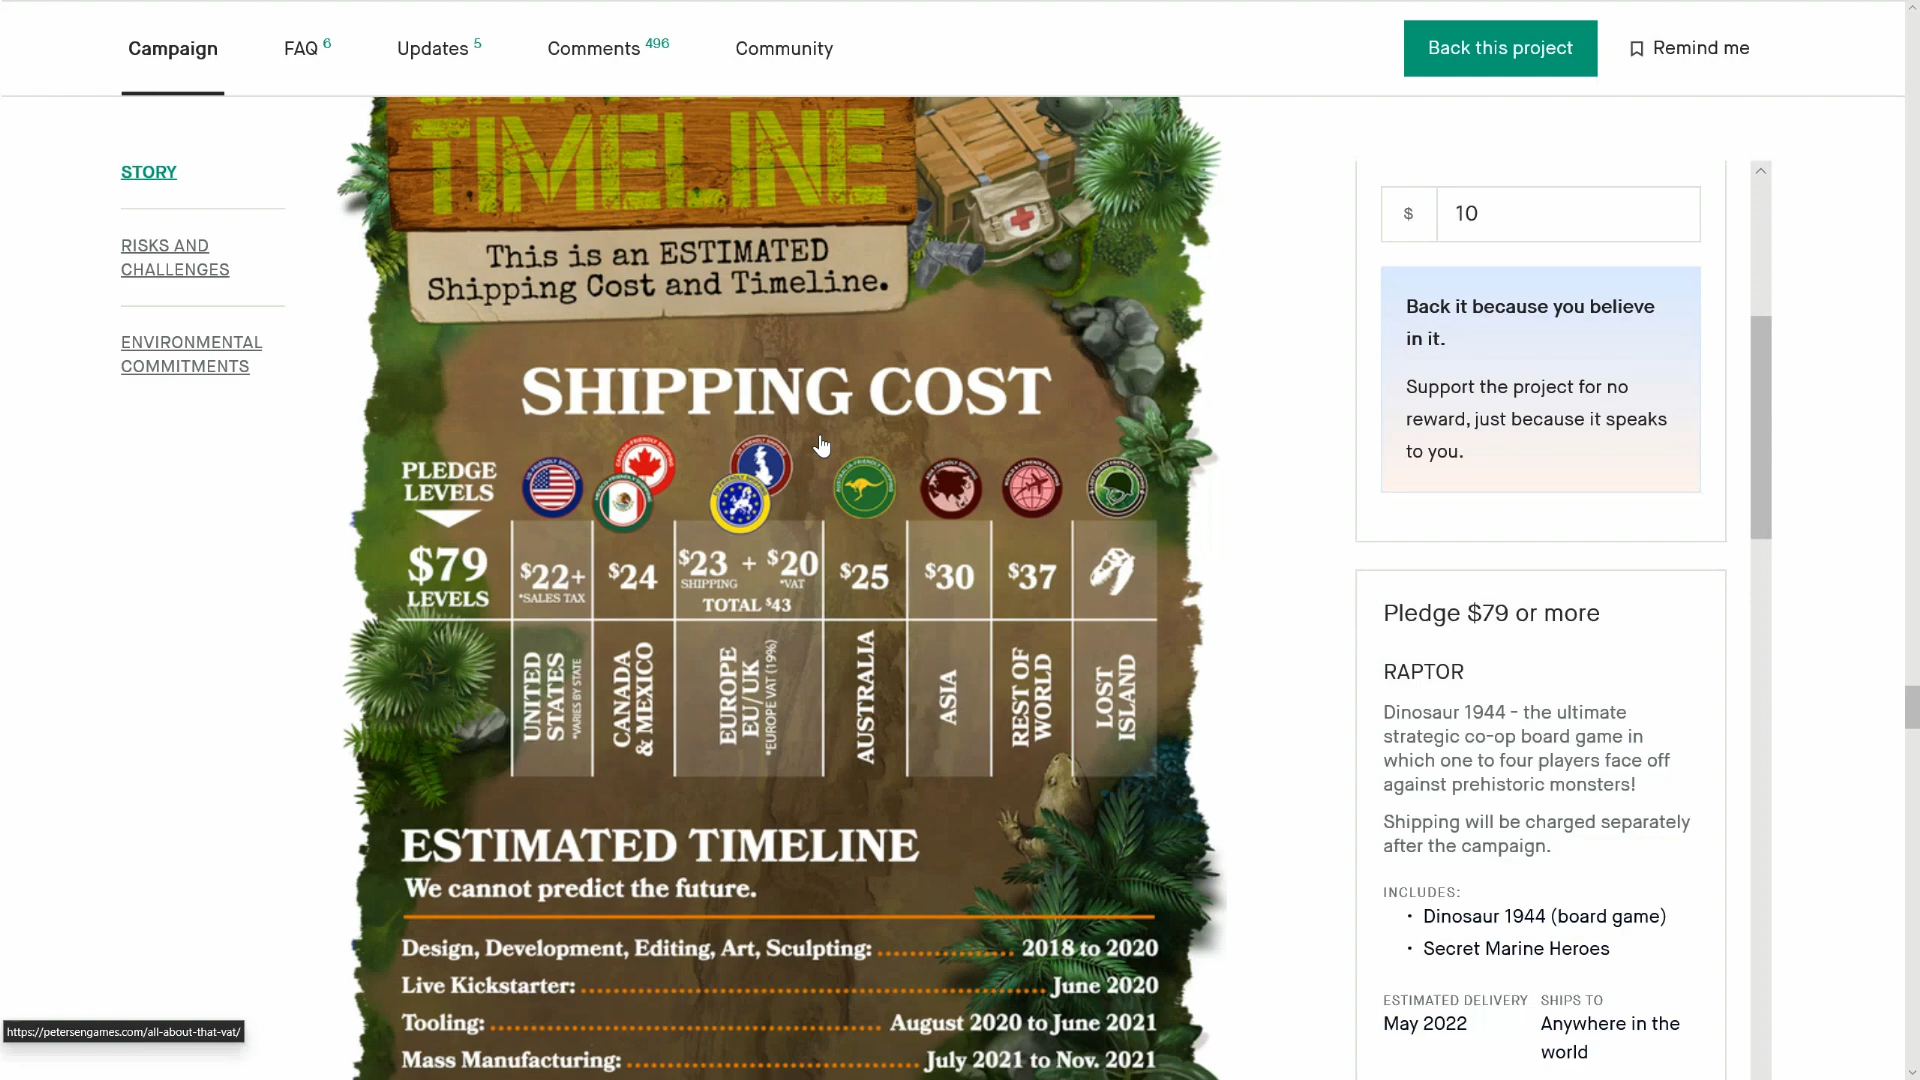 Campaign
FAQ 6
Updates 5
Comments 496
Community
Back this project
Remind me
STORY
RISKS AND
CHALLENGES
ENVIRONMENTAL
COMMITMENTS
TIMELINE
This is an ESTIMATED
Shipping Cost and Timeline.
SHIPPING COST
PLEDGE
LEVELS
$79
LEVELS
$22+
*SALES TAX
$24
$23 + $20
SHIPPING *VAT
TOTAL $43
$25
$30
$37
UNITED
STATES
*VARIES BY STATE
CANADA
& MEXICO
EUROPE
EU/UK
*EUROPE VAT (19%)
AUSTRALIA
ASIA
REST OF
WORLD
LOST
ISLAND
ESTIMATED TIMELINE
We cannot predict the future.
Design, Development, Editing, Art, Sculpting: 2018 to 2020
Live Kickstarter: June 2020
Tooling: August 2020 to June 2021
Mass Manufacturing: July 2021 to Nov. 2021
$ 10
Back it because you believe
in it.
Support the project for no
reward, just because it speaks
to you.
Pledge $79 or more
RAPTOR
Dinosaur 1944 - the ultimate
strategic co-op board game in
which one to four players face off
against prehistoric monsters!
Shipping will be charged separately
after the campaign.
INCLUDES:
• Dinosaur 1944 (board game)
• Secret Marine Heroes
ESTIMATED DELIVERY
May 2022
SHIPS TO
Anywhere in the
world
https://petersengames.com/all-about-that-vat/